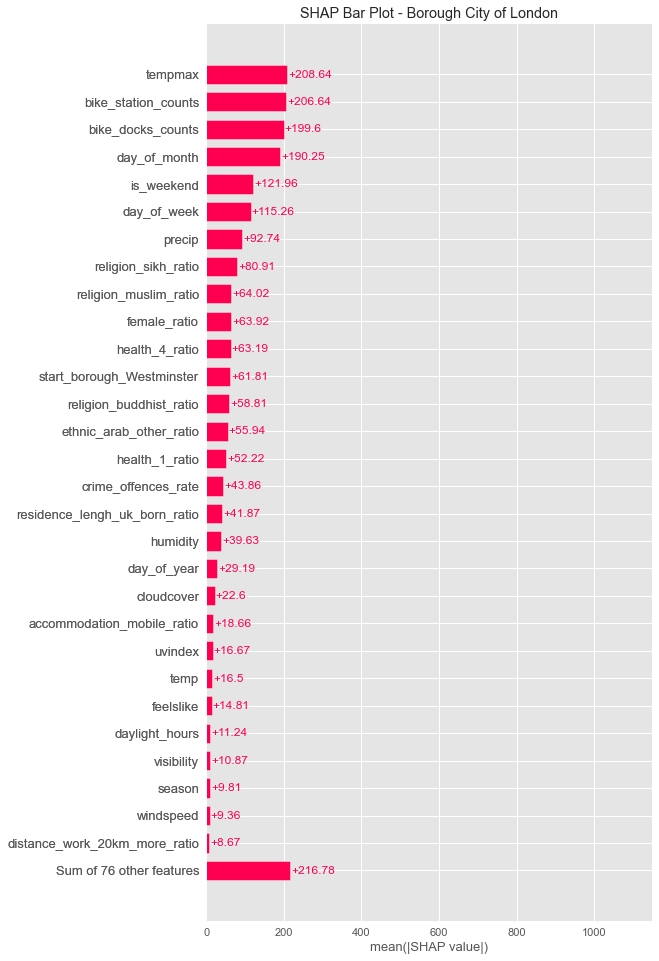 SHAP Bar Plot - Borough City of London
tempmax +208.64
bike_station_counts +206.64
bike_docks_counts +199.6
day_of_month +190.25
is_weekend +121.96
day_of_week +115.26
precip +92.74
religion_sikh_ratio +80.91
religion_muslim_ratio +64.02
female_ratio +63.92
health_4_ratio +63.19
start_borough_Westminster +61.81
religion_buddhist_ratio +58.81
ethnic_arab_other_ratio +55.94
health_1_ratio +52.22
crime_offences_rate +43.86
residence_lengh_uk_born_ratio +41.87
humidity +39.63
day_of_year +29.19
cloudcover +22.6
accommodation_mobile_ratio +18.66
uvindex +16.67
temp +16.5
feelslike +14.81
daylight_hours +11.24
visibility +10.87
season +9.81
windspeed +9.36
distance_work_20km_more_ratio +8.67
Sum of 76 other features +216.78
0 200 400 600 800 1000
mean(|SHAP value|)